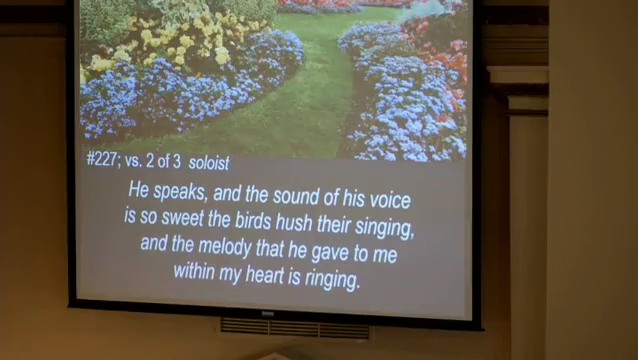 #227; vs. 2 of 3 soloist
He speaks, and the sound of his voice
is so sweet the birds hush their singing,
and the melody that he gave to me
within my heart is ringing.